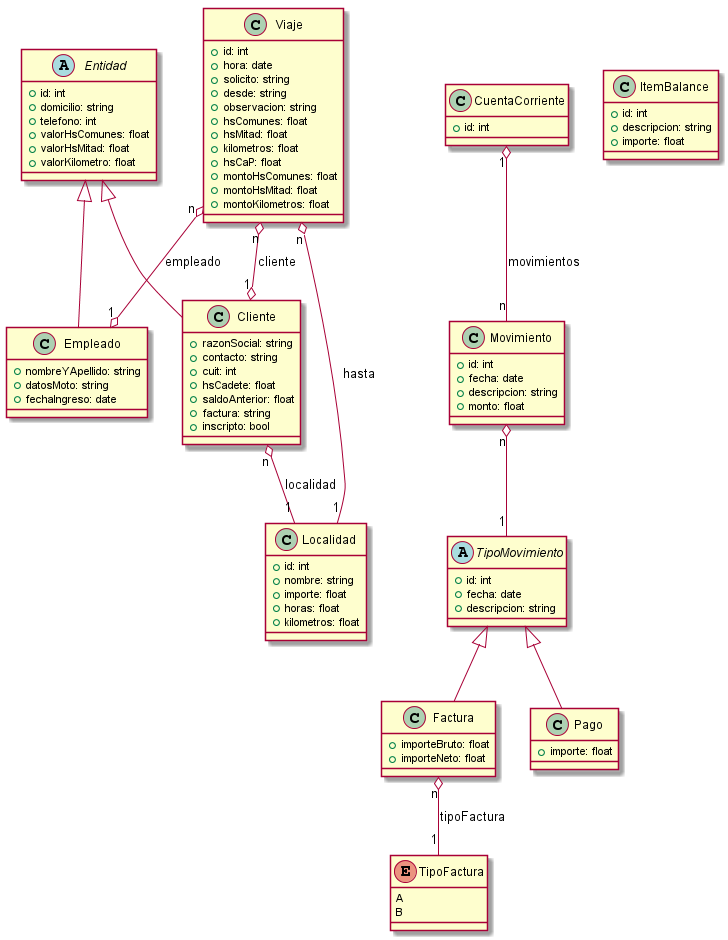 C Viaje
id: int
hora: date
solicito: string
desde: string
observacion: string
hsComunes: float
hsMitad: float
kilometros: float
hsCaP: float
montoHsComunes: float
montoHsMitad: float
montoKilometros: float
A Entidad
id: int
domicilio: string
telefono: int
valorHsComunes: float
valorHsMitad: float
valorKilometro: float
C CuentaCorriente
id: int
C ItemBalance
id: int
descripcion: string
importe: float
n
n
n
empleado
cliente
hasta
1
1
1
movimientos
n
C Empleado
nombreYApellido: string
datosMoto: string
fechaIngreso: date
C Cliente
razonSocial: string
contacto: string
cuit: int
hsCadete: float
saldoAnterior: float
factura: string
inscripto: bool
C Movimiento
id: int
fecha: date
descripcion: string
monto: float
n
localidad
1
1
n
1
C Localidad
id: int
nombre: string
importe: float
horas: float
kilometros: float
A TipoMovimiento
id: int
fecha: date
descripcion: string
C Factura
importeBruto: float
importeNeto: float
C Pago
importe: float
n
tipoFactura
1
E TipoFactura
A
B